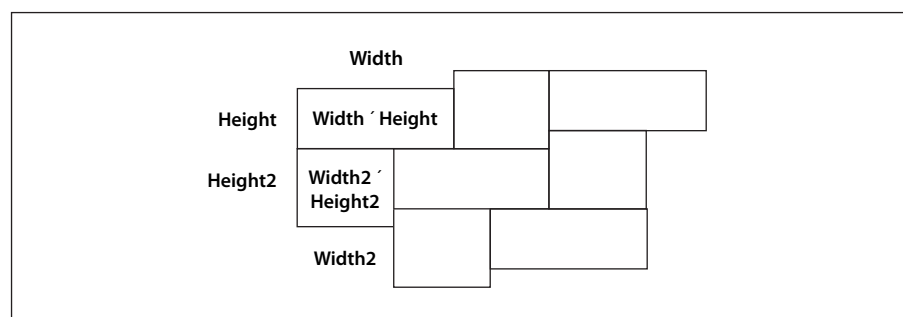 Width
Height
Width ´ Height
Height2
Width2 ´
Height2
Width2